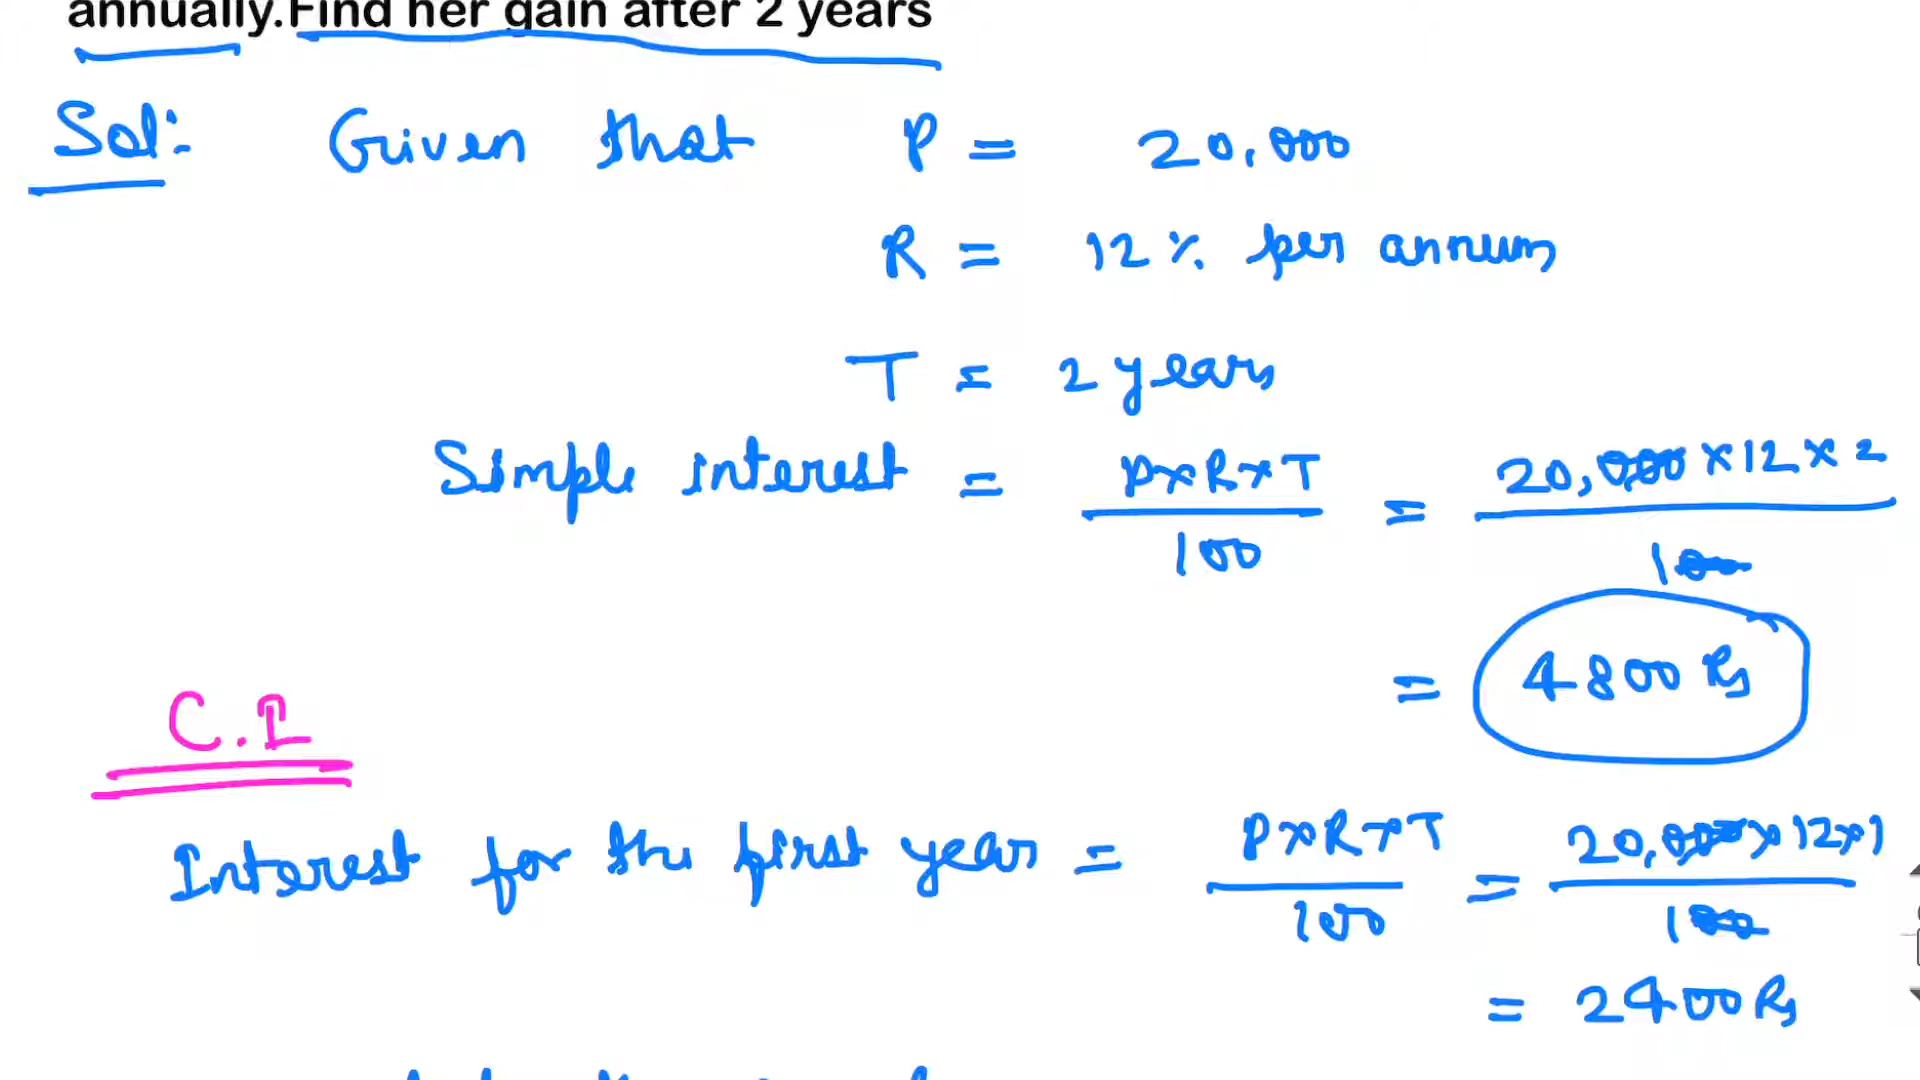 annually.Find her gain after 2 years
Sol: Given that P = 20,000
R = 12% per annum
T = 2 years
Simple interest = P×R×T / 100 = 20,000×12×2 / 100
= 4800 Rs
C.I
Interest for the first year = P×R×T / 100 = 20,000×12×1 / 100
= 2400 Rs